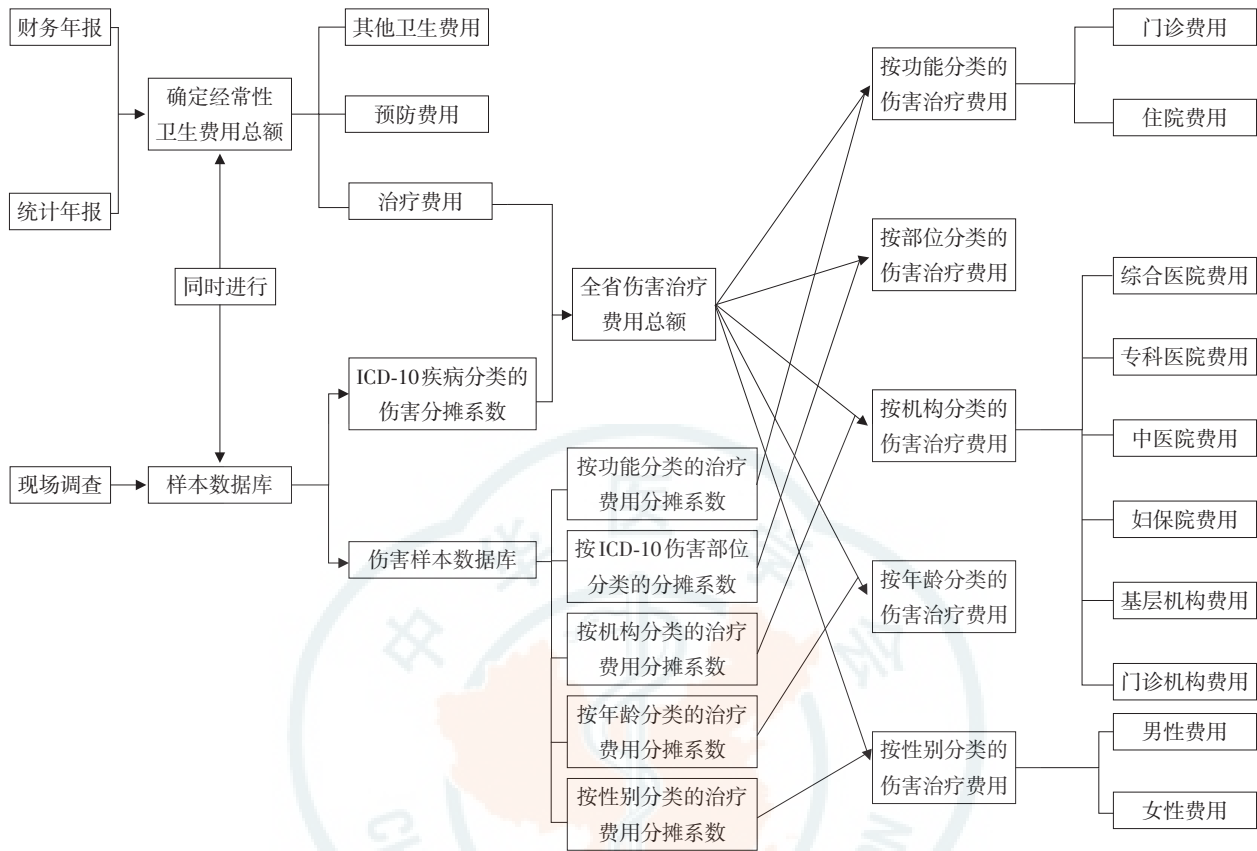 财务年报
统计年报
确定经常性
卫生费用总额
其他卫生费用
预防费用
治疗费用
同时进行
现场调查
样本数据库
ICD-10疾病分类的
伤害分摊系数
伤害样本数据库
全省伤害治疗
费用总额
按功能分类的治疗
费用分摊系数
按ICD-10伤害部位
分类的分摊系数
按机构分类的治疗
费用分摊系数
按年龄分类的治疗
费用分摊系数
按性别分类的治疗
费用分摊系数
按功能分类的
伤害治疗费用
按部位分类的
伤害治疗费用
按机构分类的
伤害治疗费用
按年龄分类的
伤害治疗费用
按性别分类的
伤害治疗费用
门诊费用
住院费用
综合医院费用
专科医院费用
中医院费用
妇保院费用
基层机构费用
门诊机构费用
男性费用
女性费用